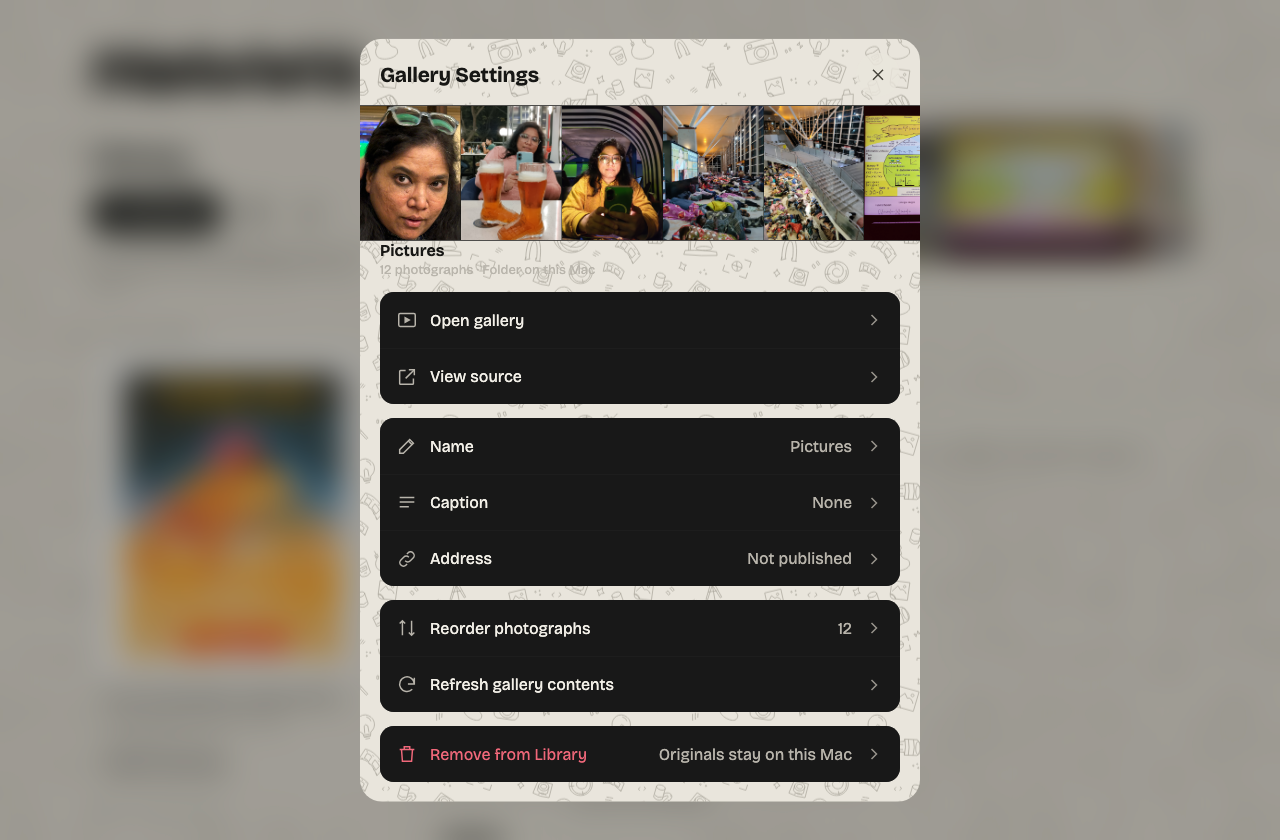 Gallery Settings
Pictures
12 photographs · Folder on this Mac
Open gallery
View source
Name Pictures
Caption None
Address Not published
Reorder photographs 12
Refresh gallery contents
Remove from Library Originals stay on this Mac